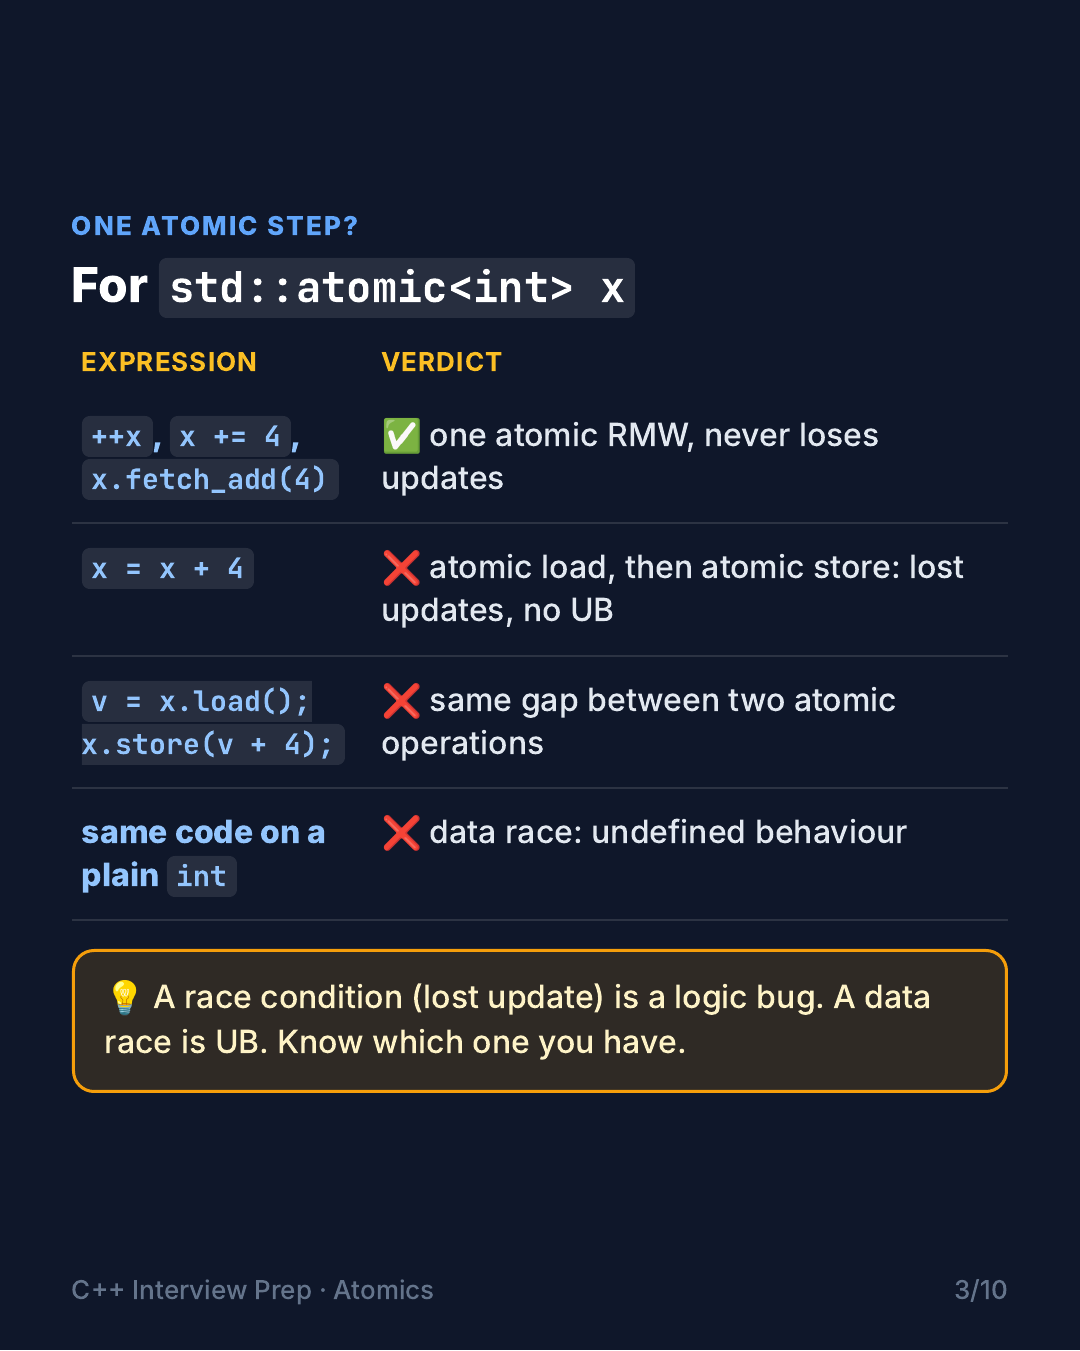 ONE ATOMIC STEP?
For std::atomic<int> x
EXPRESSION VERDICT
++x, x += 4, ✅ one atomic RMW, never loses
x.fetch_add(4) updates
x = x + 4 ❌ atomic load, then atomic store: lost
updates, no UB
v = x.load(); ❌ same gap between two atomic
x.store(v + 4); operations
same code on a ❌ data race: undefined behaviour
plain int
💡 A race condition (lost update) is a logic bug. A data
race is UB. Know which one you have.
C++ Interview Prep · Atomics 3/10